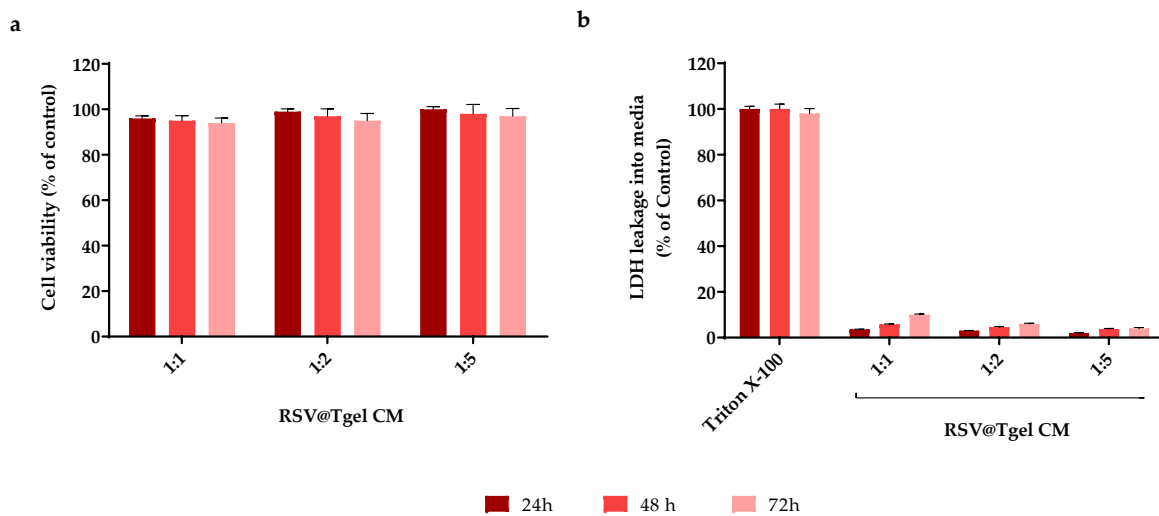 a
Cell viability (% of control)
120
100
80
60
40
20
0
1:1
1:2
1:5
RSV@Tgel CM
b
LDH leakage into media
(% of Control)
120
100
80
60
40
20
0
Triton X-100
1:1
1:2
1:5
RSV@Tgel CM
24h
48 h
72h